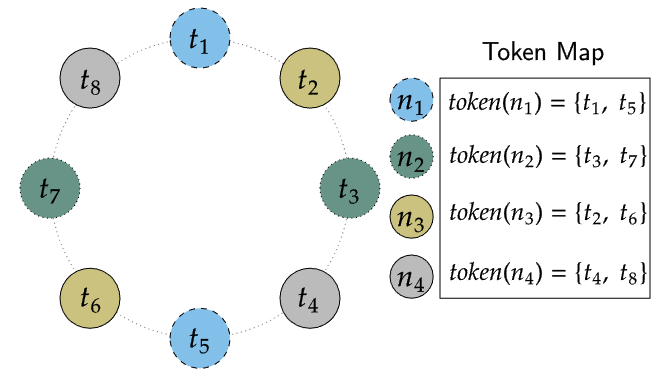 t₁
t₂
t₃
t₄
t₅
t₆
t₇
t₈
Token Map
n₁ token(n₁) = {t₁, t₅}
n₂ token(n₂) = {t₃, t₇}
n₃ token(n₃) = {t₂, t₆}
n₄ token(n₄) = {t₄, t₈}